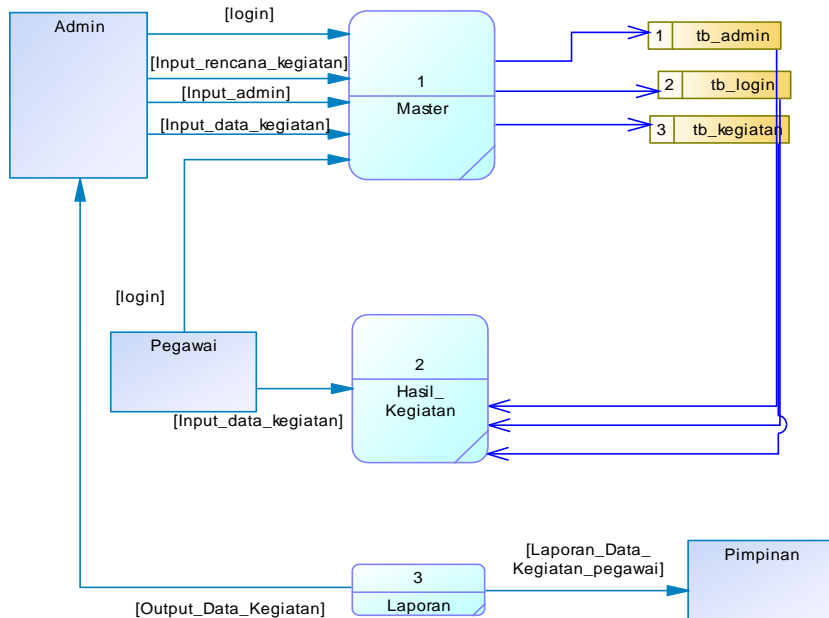 Admin
[login]
[Input_rencana_kegiatan]
[Input_admin]
[Input_data_kegiatan]
1
Master
1 tb_admin
2 tb_login
3 tb_kegiatan
[login]
Pegawai
[Input_data_kegiatan]
2
Hasil_
Kegiatan
3
Laporan
[Output_Data_Kegiatan]
[Laporan_Data_
Kegiatan_pegawai]
Pimpinan